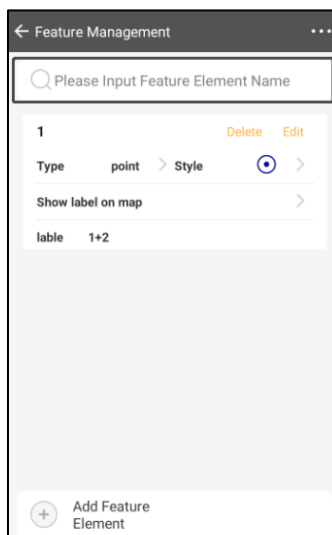 Feature Management
Please Input Feature Element Name
1 Delete Edit
Type point Style
Show label on map
lable 1+2
Add Feature
Element